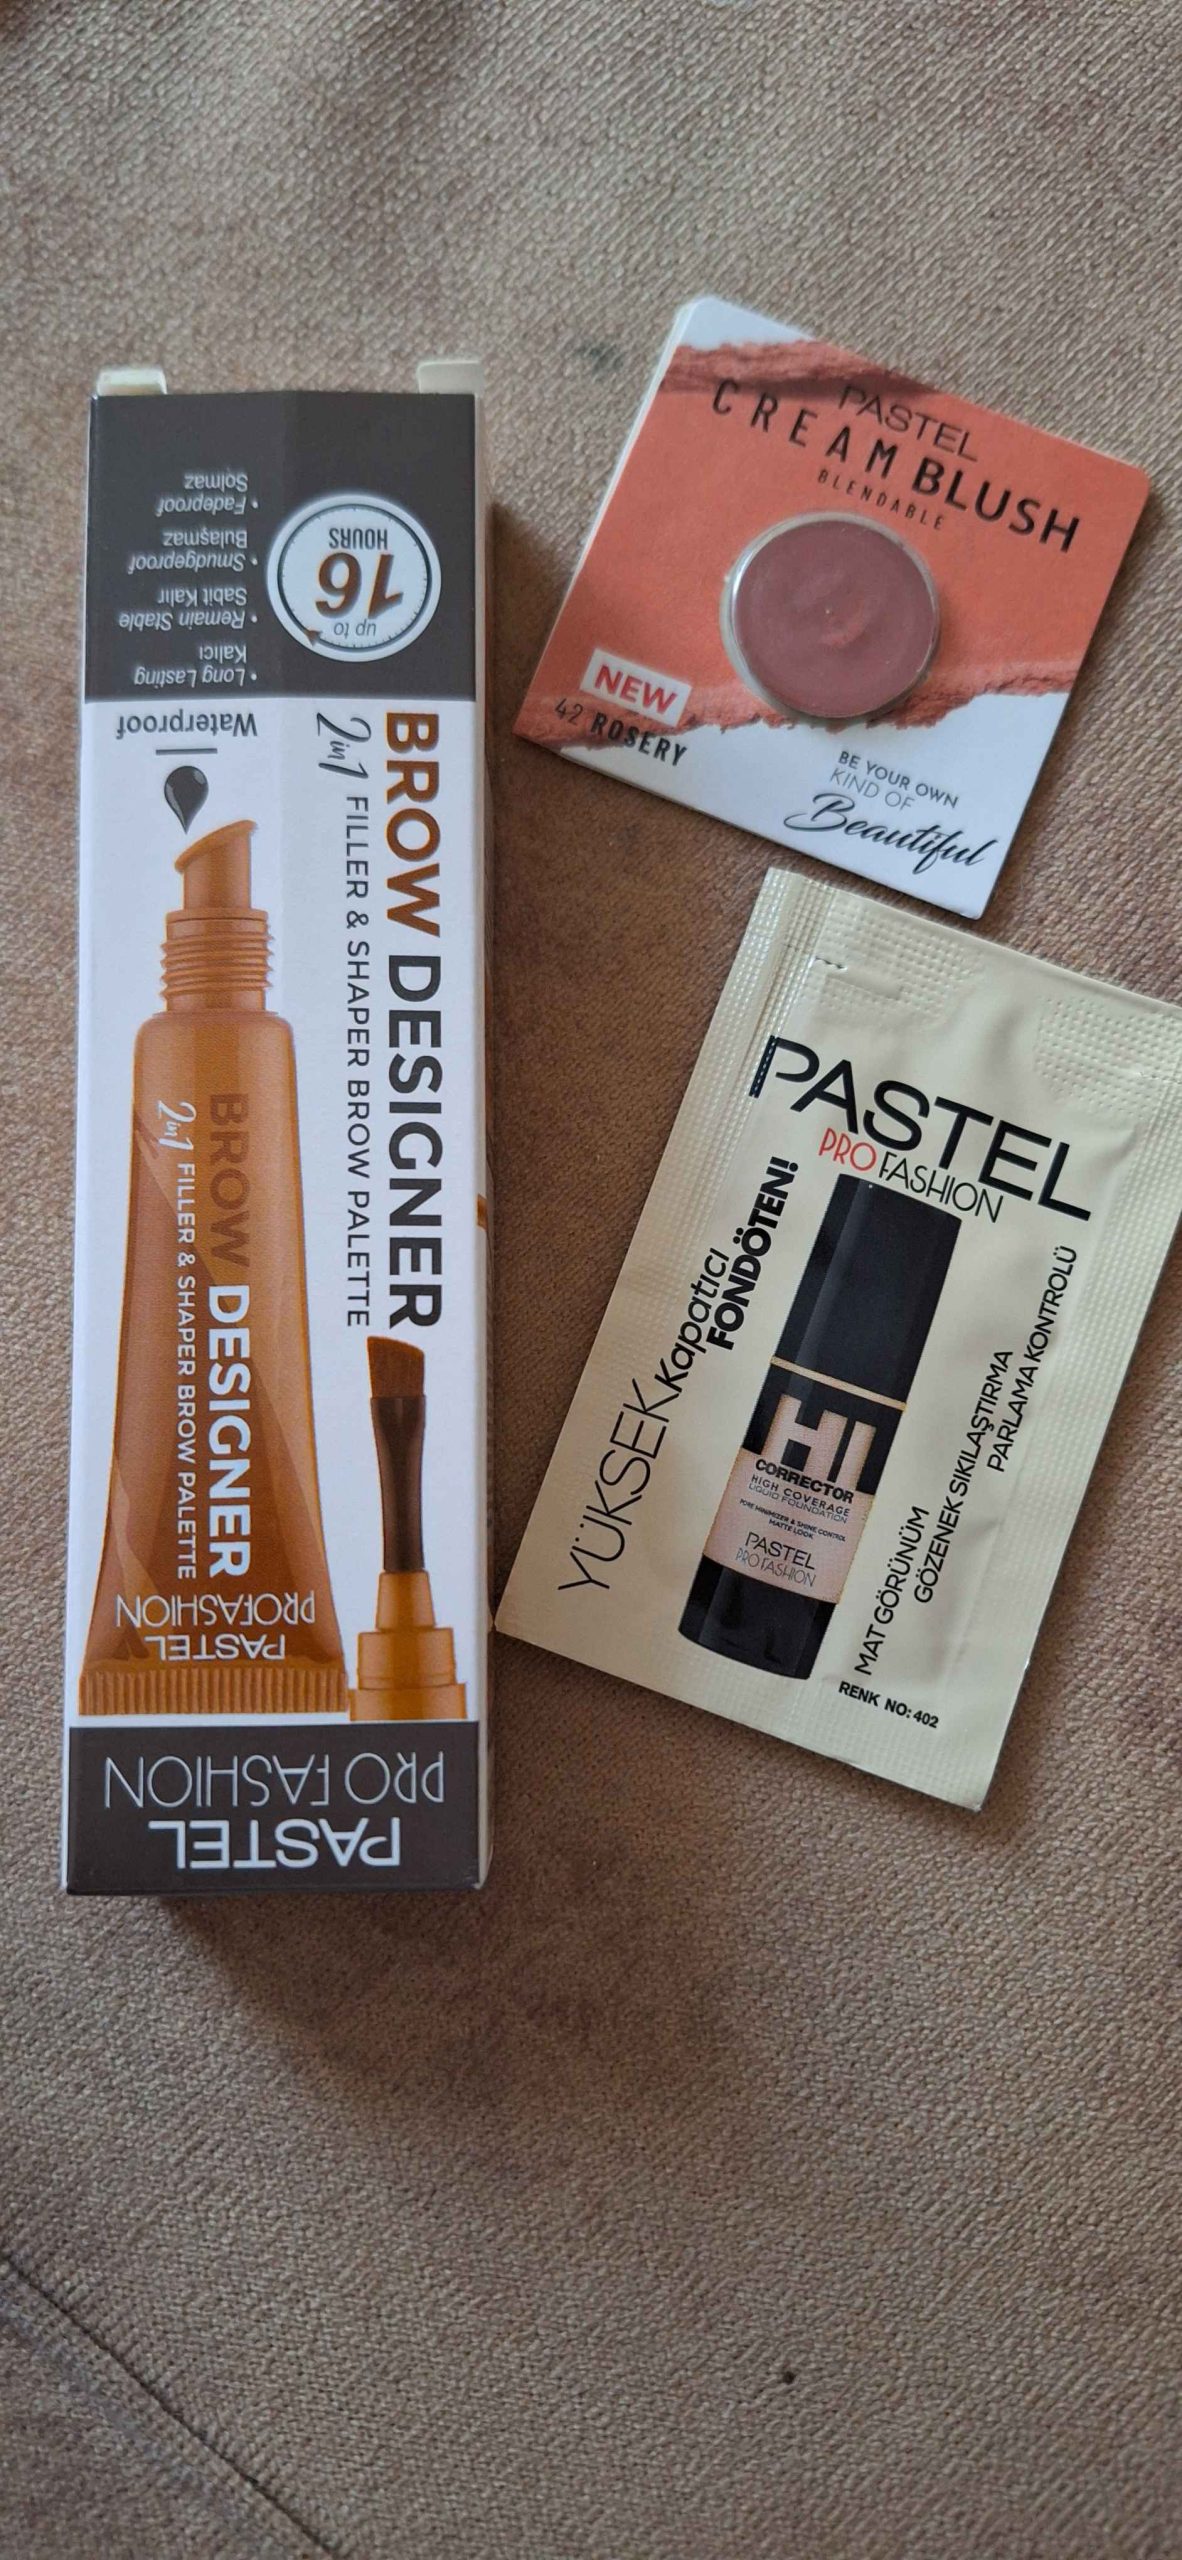 PASTEL
PRO FASHION
BROW DESIGNER
2in1 FILLER & SHAPER BROW PALETTE
up to
16
HOURS
Waterproof
• Long Lasting
Kalıcı
• Remain Stable
Sabit Kalır
• Smudgeproof
Bulaşmaz
• Fadeproof
Solmaz
PASTEL
PROFASHION
BROW DESIGNER
2in1 FILLER & SHAPER BROW PALETTE
PASTEL
CREAM BLUSH
BLENDABLE
NEW
42 ROSERY
BE YOUR OWN
KIND OF
Beautiful
PASTEL
PRO FASHION
YÜKSEK Kapatıcı
FONDÖTEN!
HI
CORRECTOR
HIGH COVERAGE
LIQUID FOUNDATION
PORE MINIMIZER & SHINE CONTROL
MATTE LOOK
PASTEL
PRO FASHION
MAT GÖRÜNÜM
GÖZENEK SIKILAŞTIRMA
PARLAMA KONTROLÜ
RENK NO: 402